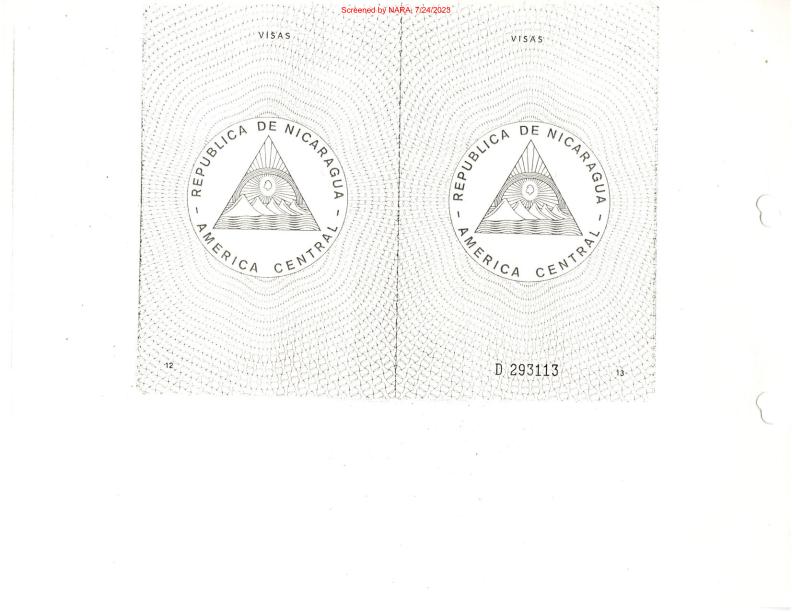 Screened by NARA, 7/24/2023
VISAS
REPUBLICA DE NICARAGUA
- AMERICA CENTRAL -
12
VISAS
REPUBLICA DE NICARAGUA
- AMERICA CENTRAL -
D 293113
13